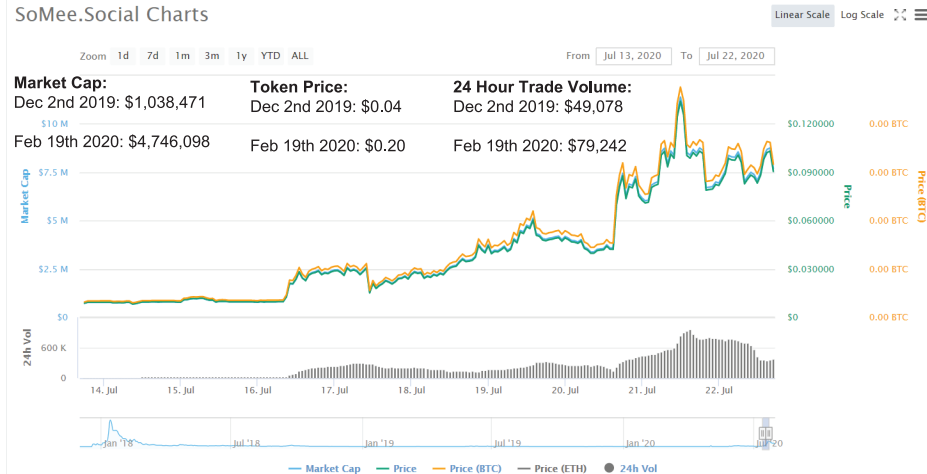 SoMee.Social Charts
Linear Scale Log Scale
Zoom 1d 7d 1m 3m 1y YTD ALL
From Jul 13, 2020 To Jul 22, 2020
Market Cap: Token Price: 24 Hour Trade Volume:
Dec 2nd 2019: $1,038,471 Dec 2nd 2019: $0.04 Dec 2nd 2019: $49,078
Feb 19th 2020: $4,746,098 Feb 19th 2020: $0.20 Feb 19th 2020: $79,242
$10 M $0.120000 0.00 BTC
$7.5 M $0.090000 0.00 BTC
$5 M $0.060000 0.00 BTC
$2.5 M $0.030000 0.00 BTC
$0 $0 0.00 BTC
Market Cap
Price
Price (BTC)
24h Vol
600 K
0
14. Jul 15. Jul 16. Jul 17. Jul 18. Jul 19. Jul 20. Jul 21. Jul 22. Jul
Jan '18 Jul '18 Jan '19 Jul '19 Jan '20 Jul '20
Market Cap Price Price (BTC) Price (ETH) 24h Vol